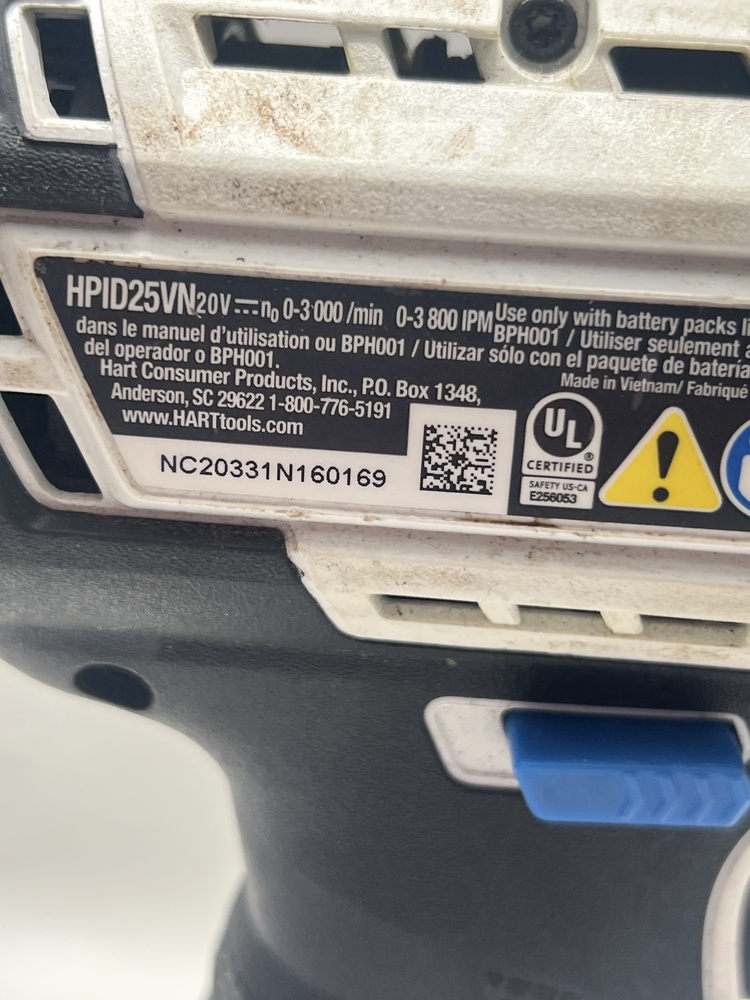 HPID25VN 20V ⎓ n₀ 0-3 000 /min 0-3 800 IPM Use only with battery packs
dans le manuel d'utilisation ou BPH001 / Utilizar sólo con el paquete de batería
BPH001 / Utiliser seulement
del operador o BPH001.
Hart Consumer Products, Inc., P.O. Box 1348,
Anderson, SC 29622 1-800-776-5191
www.HARTtools.com
Made in Vietnam/ Fabriqué
NC20331N160169
UL
®
CERTIFIED
SAFETY US-CA
E256053